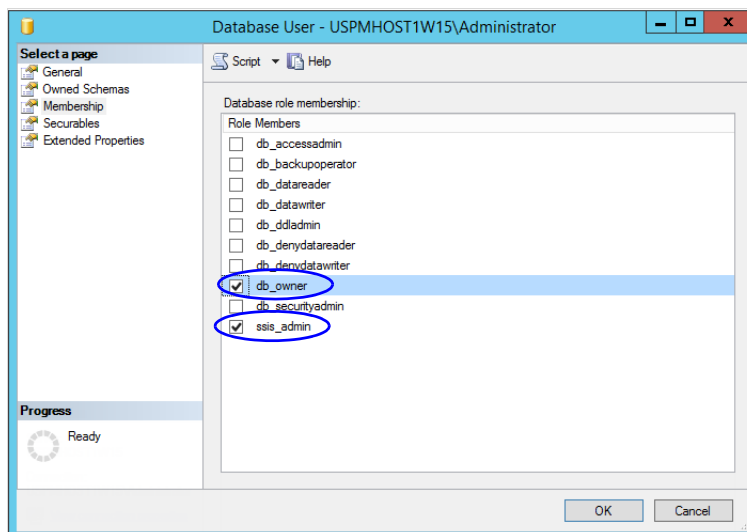 Database User - USPMHOST1W15\Administrator
Select a page
General
Owned Schemas
Membership
Securables
Extended Properties
Script
Help
Database role membership:
Role Members
db_accessadmin
db_backupoperator
db_datareader
db_datawriter
db_ddladmin
db_denydatareader
db_denydatawriter
db_owner
db_securityadmin
ssis_admin
Progress
Ready
OK
Cancel